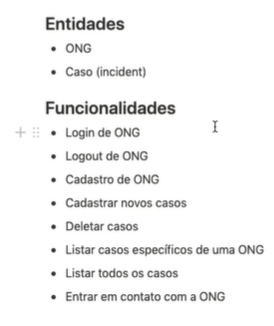 Entidades
• ONG
• Caso (incident)
Funcionalidades
• Login de ONG
• Logout de ONG
• Cadastro de ONG
• Cadastrar novos casos
• Deletar casos
• Listar casos específicos de uma ONG
• Listar todos os casos
• Entrar em contato com a ONG